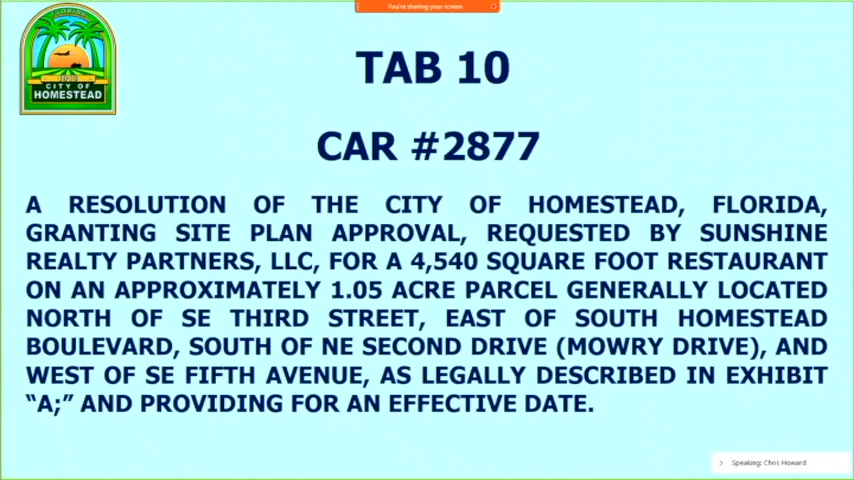 You're sharing your screen
FLORIDA
CITY OF
HOMESTEAD
TAB 10
CAR #2877
A RESOLUTION OF THE CITY OF HOMESTEAD, FLORIDA,
GRANTING SITE PLAN APPROVAL, REQUESTED BY SUNSHINE
REALTY PARTNERS, LLC, FOR A 4,540 SQUARE FOOT RESTAURANT
ON AN APPROXIMATELY 1.05 ACRE PARCEL GENERALLY LOCATED
NORTH OF SE THIRD STREET, EAST OF SOUTH HOMESTEAD
BOULEVARD, SOUTH OF NE SECOND DRIVE (MOWRY DRIVE), AND
WEST OF SE FIFTH AVENUE, AS LEGALLY DESCRIBED IN EXHIBIT
“A;” AND PROVIDING FOR AN EFFECTIVE DATE.
Speaking: Chris Howard